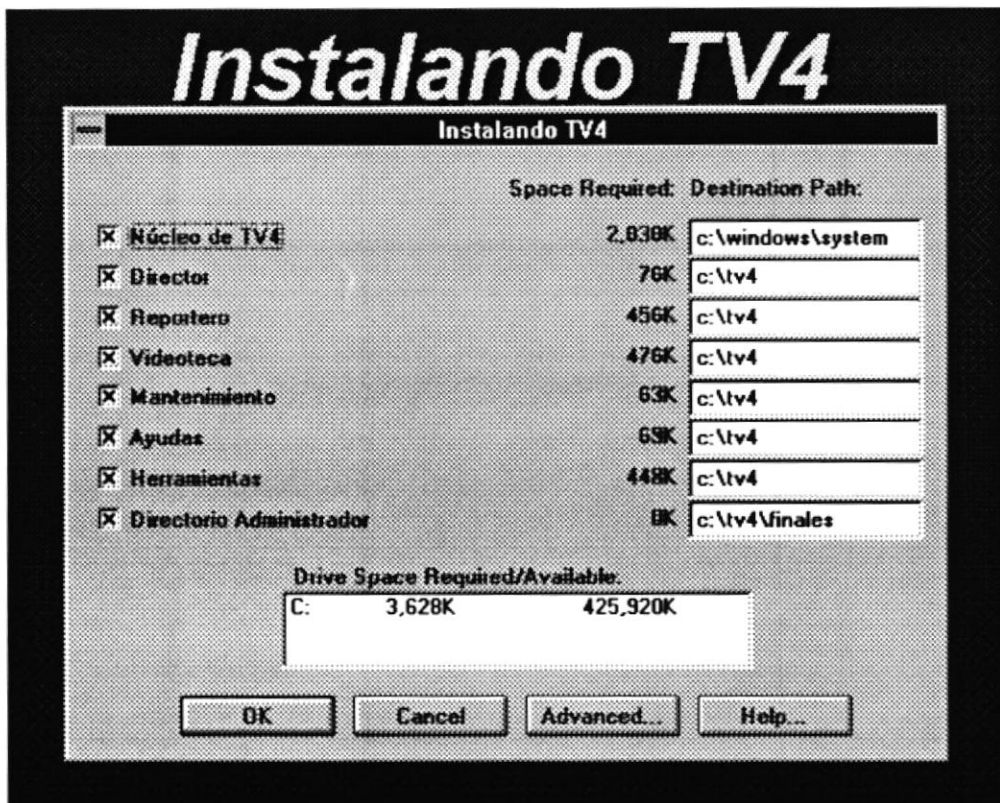 Instalando TV4
Instalando TV4
Space Required: Destination Path:
Núcleo de TV4 2,038K c:\windows\system
Director 76K c:\tv4
Reportero 456K c:\tv4
Videoteca 476K c:\tv4
Mantenimiento 63K c:\tv4
Ayudas 69K c:\tv4
Herramientas 448K c:\tv4
Directorio Administrador 0K c:\tv4\finales
Drive Space Required/Available:
C: 3,628K 425,920K
OK Cancel Advanced... Help...